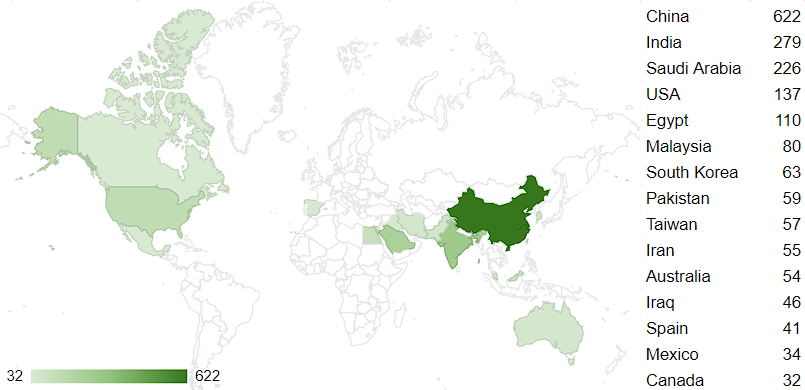 China 622
India 279
Saudi Arabia 226
USA 137
Egypt 110
Malaysia 80
South Korea 63
Pakistan 59
Taiwan 57
Iran 55
Australia 54
Iraq 46
Spain 41
Mexico 34
Canada 32
32 622